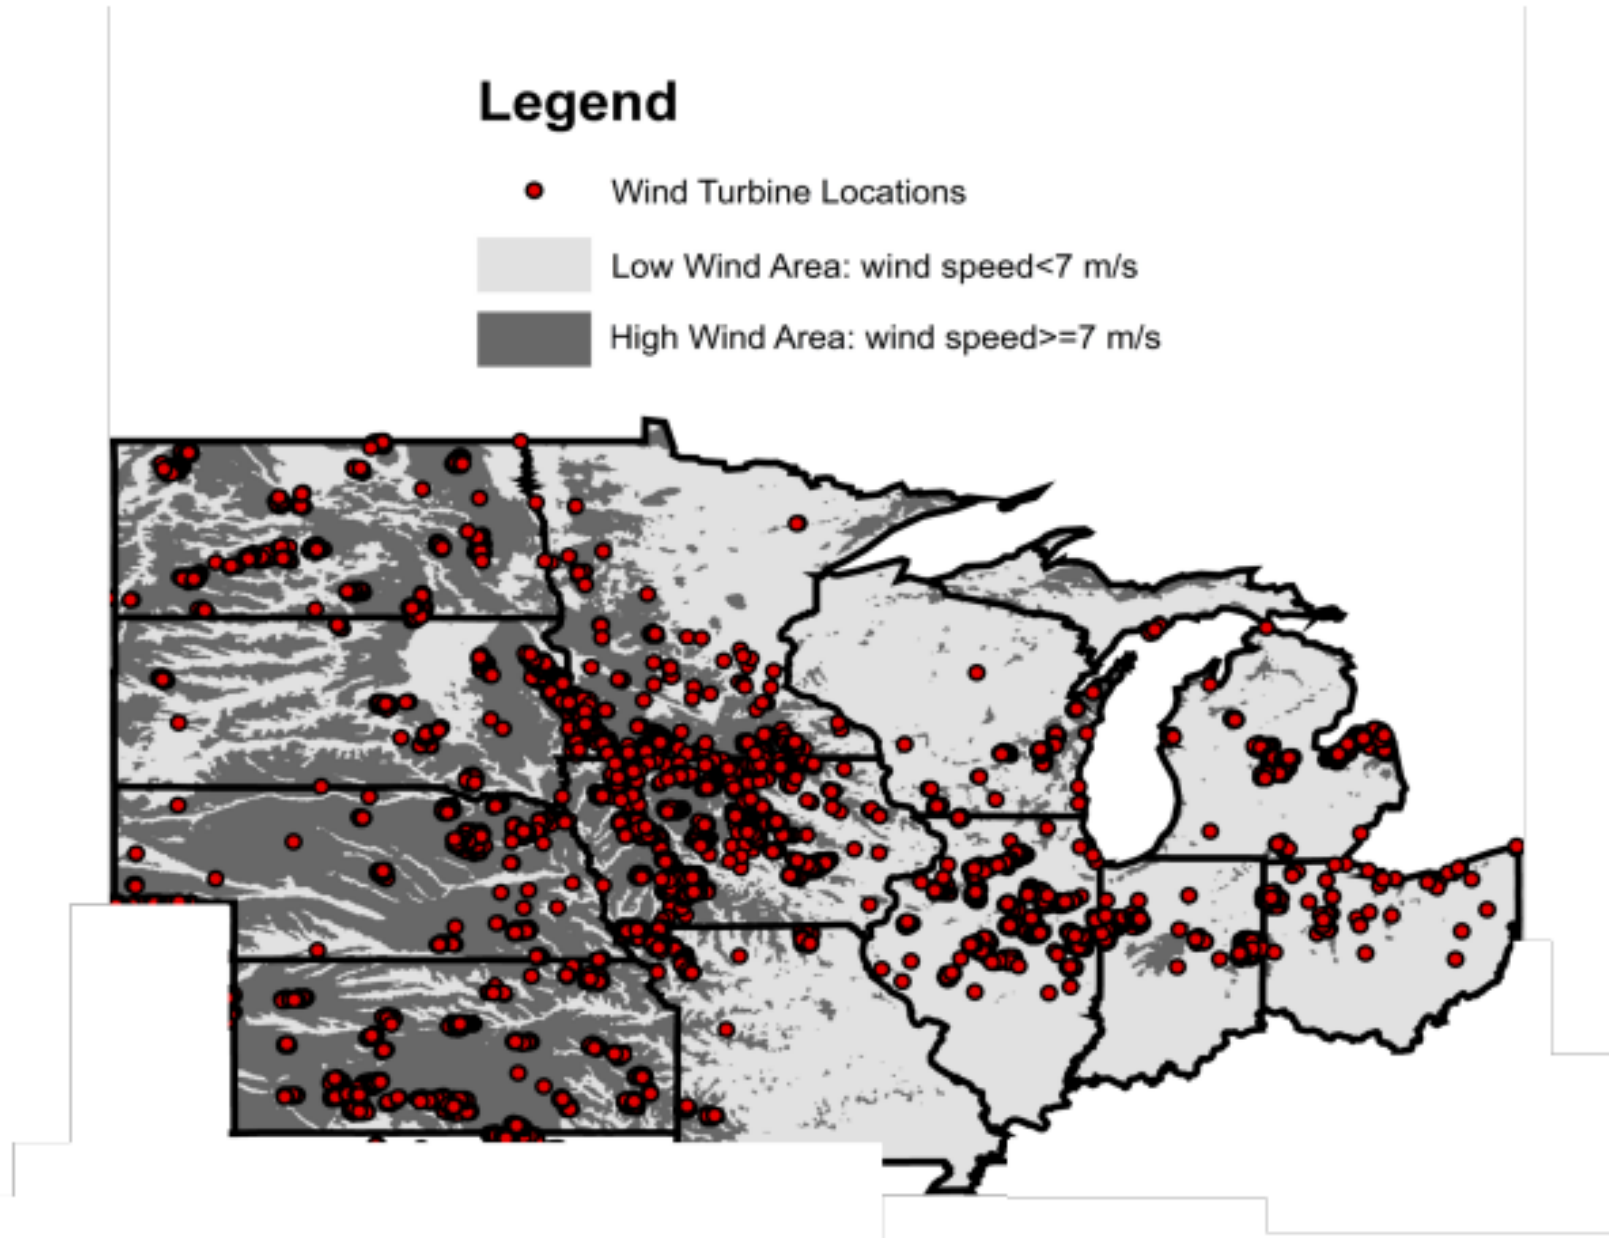 Legend
Wind Turbine Locations
Low Wind Area: wind speed<7 m/s
High Wind Area: wind speed>=7 m/s